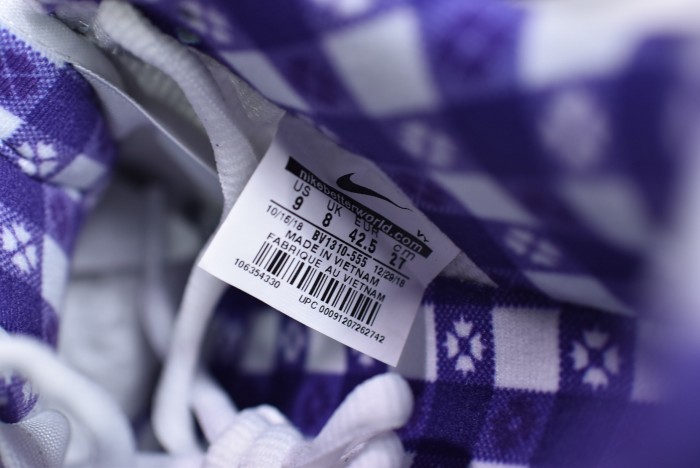 nikebetterworld.com
US UK EUR cm
9 8 42.5 27
10/15/18 BV1310-555 12/29/18
MADE IN VIETNAM
FABRIQUE AU VIETNAM
106354330
UPC 00091207262742